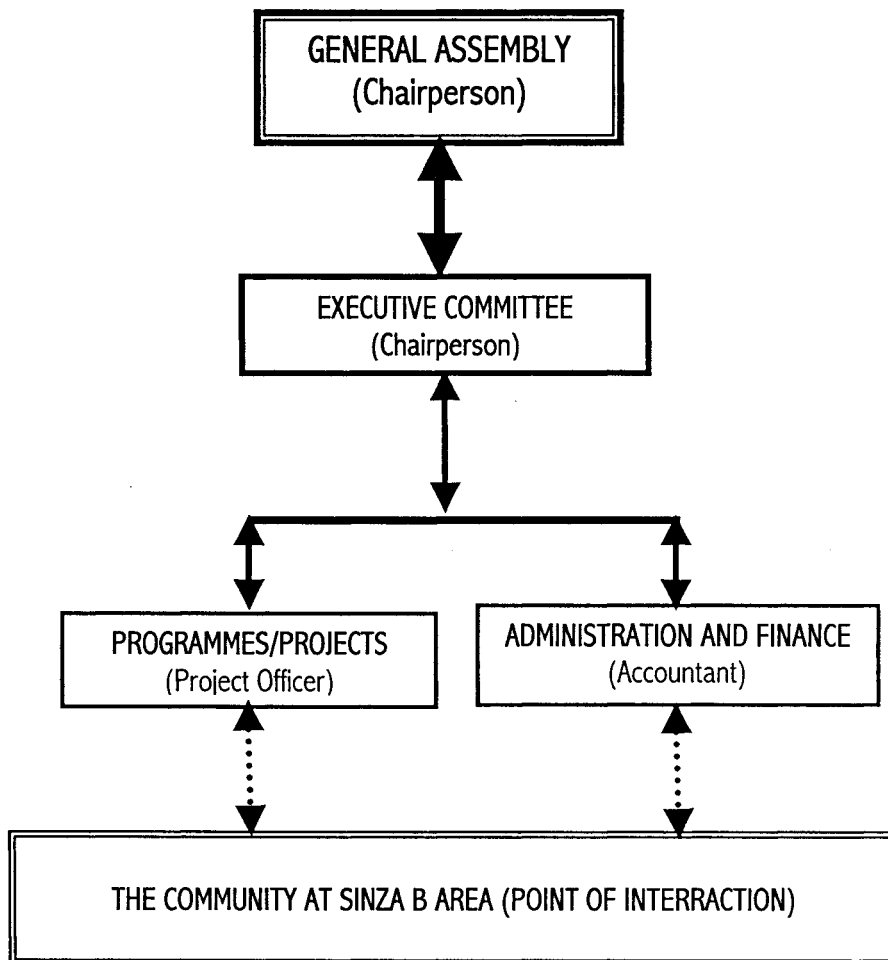 GENERAL ASSEMBLY
(Chairperson)
EXECUTIVE COMMITTEE
(Chairperson)
PROGRAMMES/PROJECTS
(Project Officer)
ADMINISTRATION AND FINANCE
(Accountant)
THE COMMUNITY AT SINZA B AREA (POINT OF INTERRACTION)